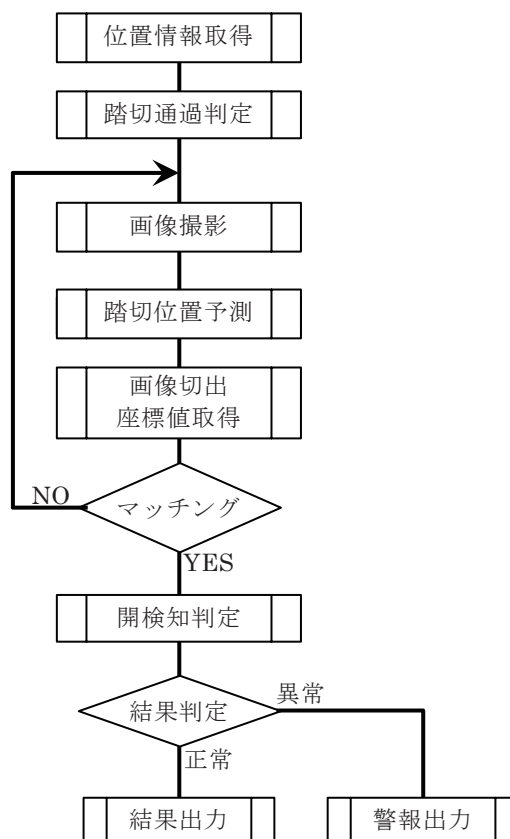 位置情報取得
踏切通過判定
画像撮影
踏切位置予測
画像切出
座標値取得
NO
マッチング
YES
開検知判定
異常
結果判定
正常
結果出力
警報出力